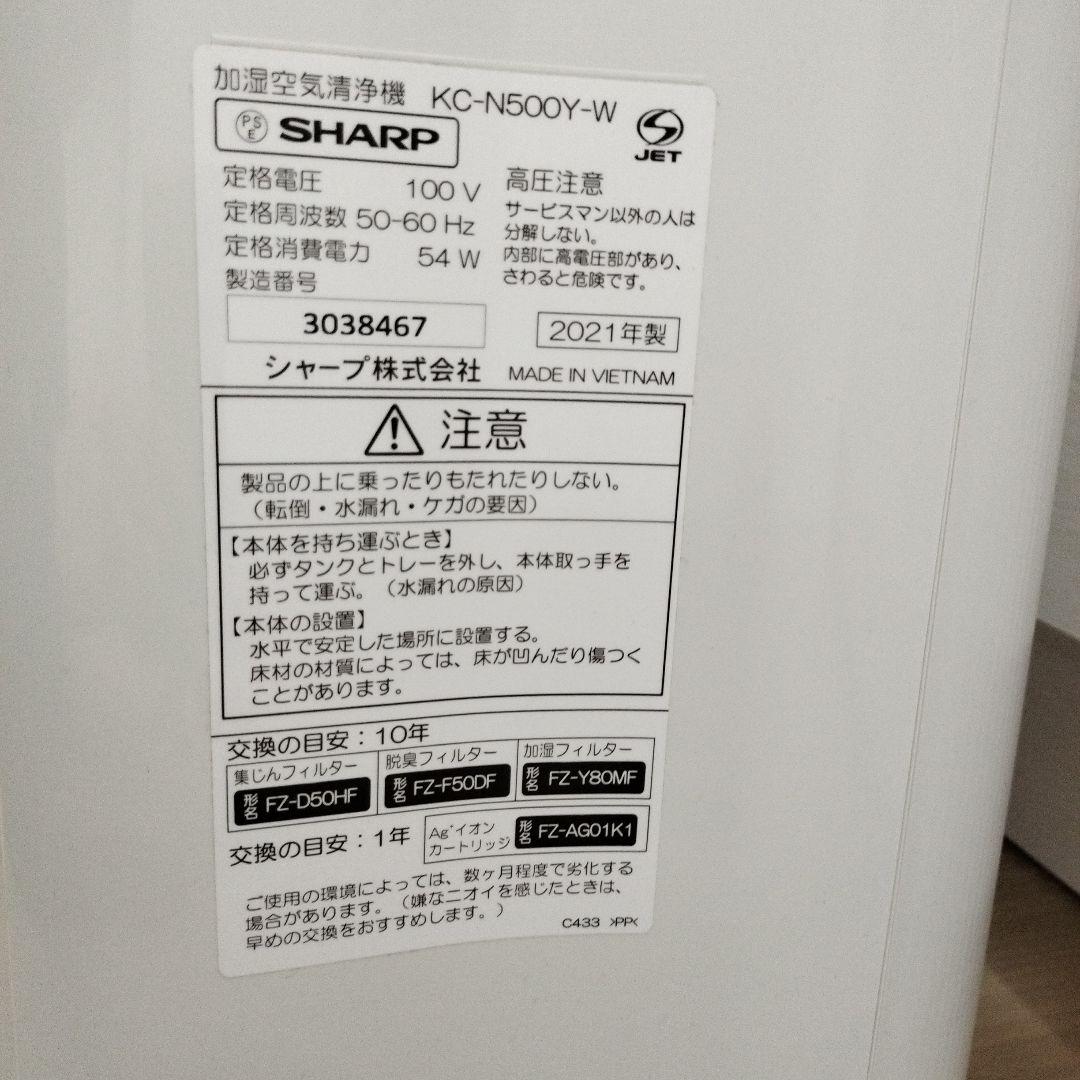 加湿空気清浄機 KC-N500Y-W
PSE SHARP
JET
定格電圧 100 V
定格周波数 50-60 Hz
定格消費電力 54 W
製造番号
3038467
シャープ株式会社
高圧注意
サービスマン以外の人は
分解しない。
内部に高電圧部があり、
さわると危険です。
2021年製
MADE IN VIETNAM
注意
製品の上に乗ったりもたれたりしない。
（転倒・水漏れ・ケガの要因）
【本体を持ち運ぶとき】
必ずタンクとトレーを外し、本体取っ手を
持って運ぶ。（水漏れの原因）
【本体の設置】
水平で安定した場所に設置する。
床材の材質によっては、床が凹んだり傷つく
ことがあります。
交換の目安：10年
集じんフィルター
形名 FZ-D50HF
脱臭フィルター
形名 FZ-F50DF
加湿フィルター
形名 FZ-Y80MF
交換の目安：1年
Ag⁺イオン
カートリッジ
形名 FZ-AG01K1
ご使用の環境によっては、数ヶ月程度で劣化する
場合があります。（嫌なニオイを感じたときは、
早めの交換をおすすめします。）
C433 >PP<